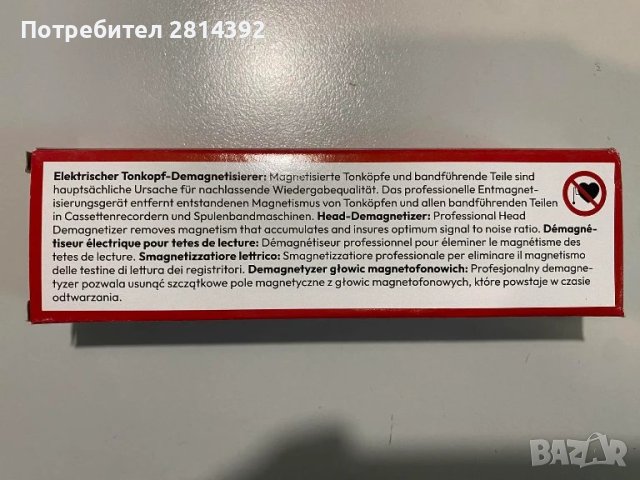 Потребител 2814392
Elektrischer Tonkopf-Demagnetisierer: Magnetisierte Tonköpfe und bandführende Teile sind
hauptsächliche Ursache für nachlassende Wiedergabequalität. Das professionelle Entmagnet-
isierungsgerät entfernt entstandenen Magnetismus von Tonköpfen und allen bandführenden Teilen
in Cassettenrecordern und Spulenbandmaschinen. Head-Demagnetizer: Professional Head
Demagnetizer removes magnetism that accumulates and insures optimum signal to noise ratio. Démagné-
tiseur électrique pour tetes de lecture: Démagnétiseur professionnel pour éleminer le magnétisme des
tetes de lecture. Smagnetizzatiore lettrico: Smagnetizzatiore professionale per eliminare il magnetismo
delle testine di lettura dei registritori. Demagnetyzer głowic magnetofonowich: Profesjonalny demagne-
tyzer pozwala usunąć szczątkowe pole magnetyczne z głowic magnetofonowych, które powstaje w czasie
odtwarzania.
BAZAR